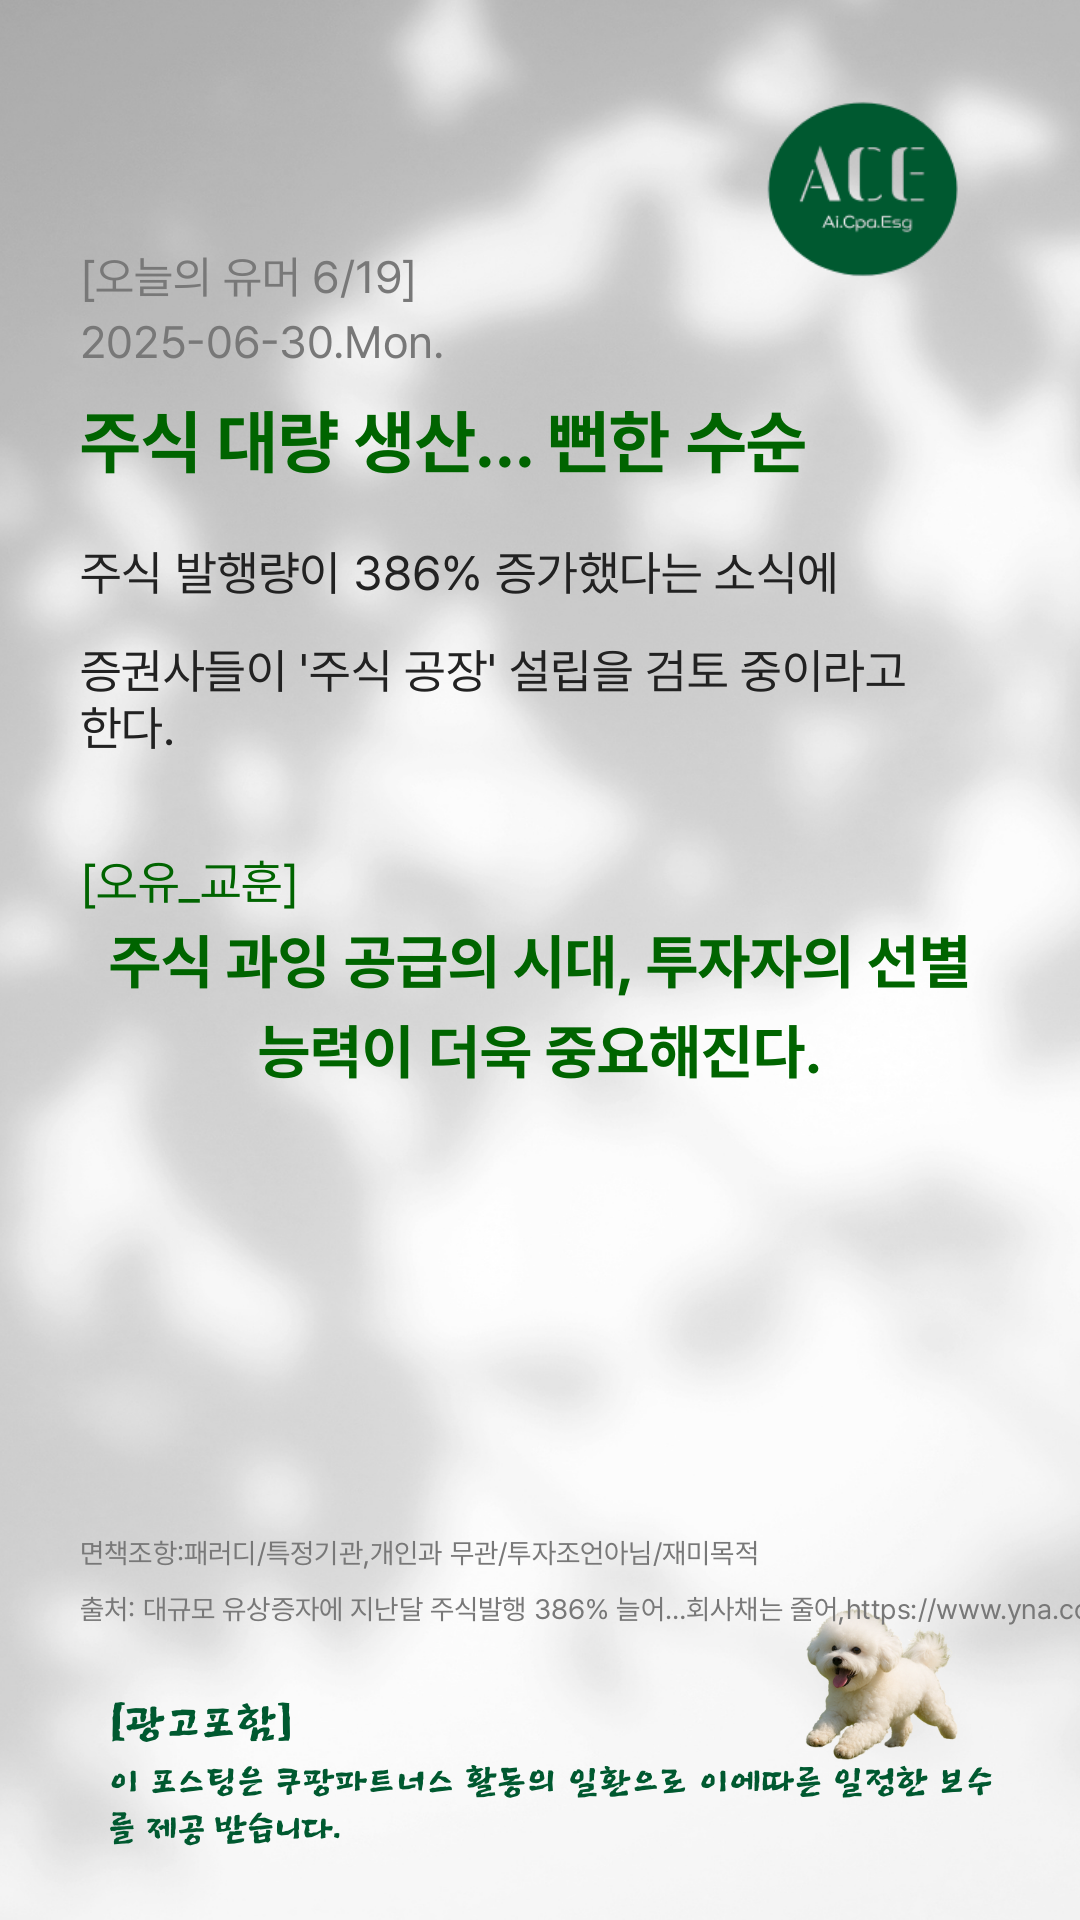 ACE
Ai.Cpa.Esg
[오늘의 유머 6/19]
2025-06-30.Mon.
주식 대량 생산... 뻔한 수순
주식 발행량이 386% 증가했다는 소식에
증권사들이 '주식 공장' 설립을 검토 중이라고
한다.
[오유_교훈]
주식 과잉 공급의 시대, 투자자의 선별
능력이 더욱 중요해진다.
면책조항:패러디/특정기관,개인과 무관/투자조언아님/재미목적
출처: 대규모 유상증자에 지난달 주식발행 386% 늘어...회사채는 줄어,https://www.yna.co
[광고포함]
이 포스팅은 쿠팡파트너스 활동의 일환으로 이에따른 일정한 보수
를 제공 받습니다.